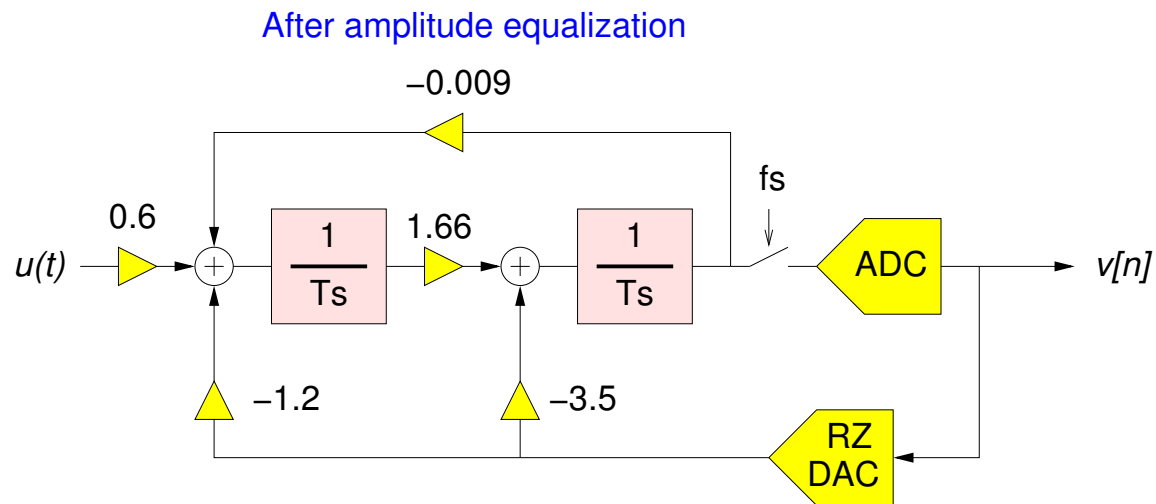 After amplitude equalization
−0.009
fs
0.6
1.66
1
Ts
1
Ts
u(t)
+
+
ADC
v[n]
−1.2
−3.5
RZ
DAC